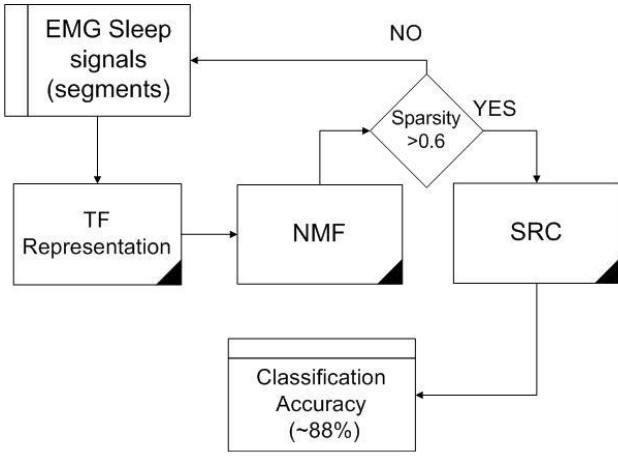 EMG Sleep
signals
(segments)
NO
Sparsity
>0.6
YES
TF
Representation
NMF
SRC
Classification
Accuracy
(~88%)